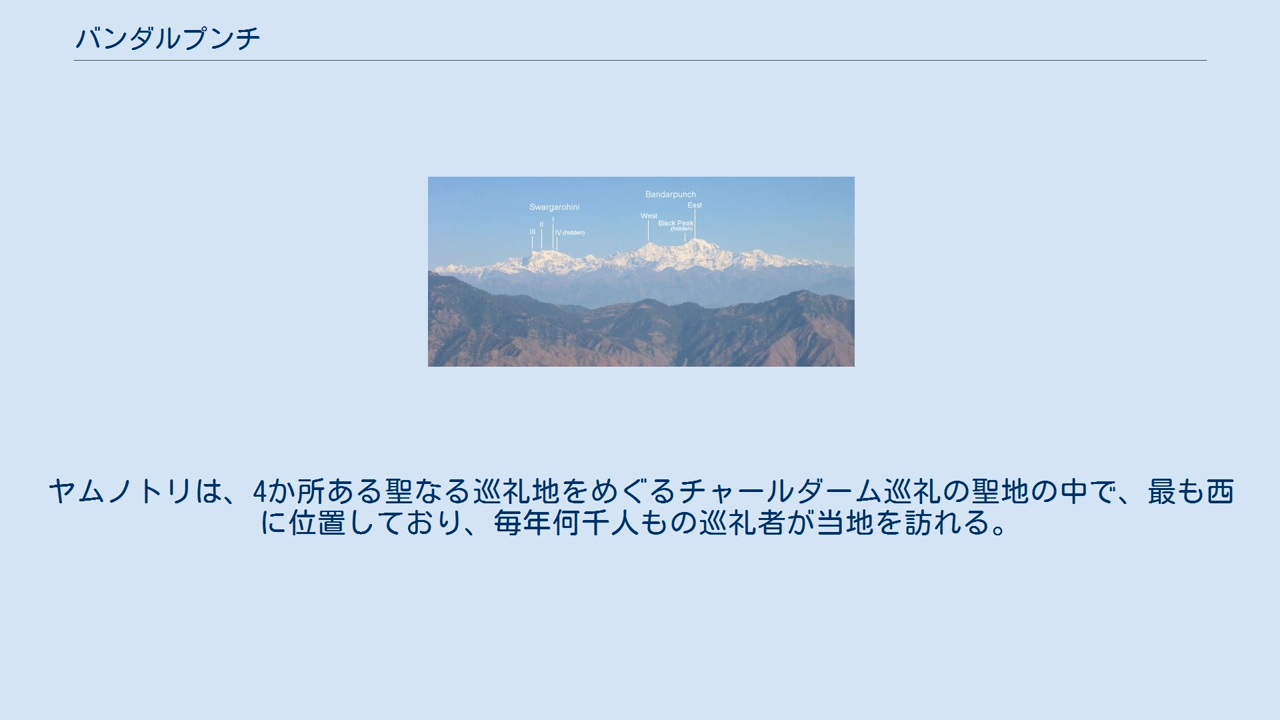 バンダルプンチ
Bandarpunch
Swargarohini
East
West
I
II
Black Peak
(hidden)
III
IV (hidden)
ヤムノトリは、4か所ある聖なる巡礼地をめぐるチャールダーム巡礼の聖地の中で、最も西
に位置しており、毎年何千人もの巡礼者が当地を訪れる。